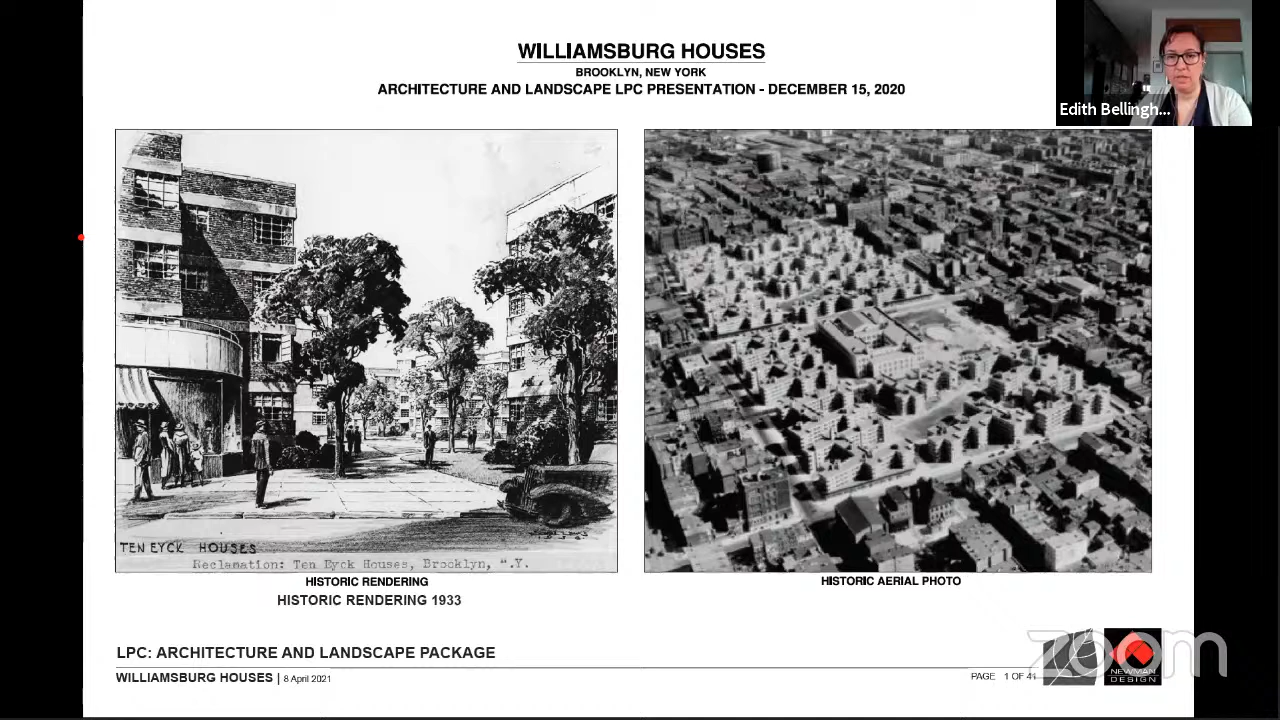 WILLIAMSBURG HOUSES
BROOKLYN, NEW YORK
ARCHITECTURE AND LANDSCAPE LPC PRESENTATION - DECEMBER 15, 2020
Edith Bellingh...
TEN EYCK HOUSES
Reclamation: Ten Eyck Houses, Brooklyn, ".Y.
HISTORIC RENDERING
HISTORIC RENDERING 1933
HISTORIC AERIAL PHOTO
LPC: ARCHITECTURE AND LANDSCAPE PACKAGE
WILLIAMSBURG HOUSES | 8 April 2021
PAGE 1 OF 41
zoom
NEWMAN
DESIGN